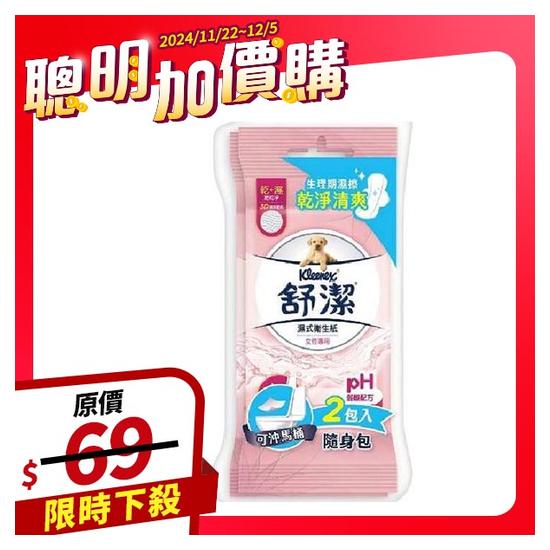 2024/11/22~12/5
聰明加價購
乾+濕
生理期濕擦
乾淨清爽
Kleenex
舒潔
濕式衛生紙
女性專用
pH
弱酸配方
2包入
可沖馬桶
隨身包
原價
$69
限時下殺